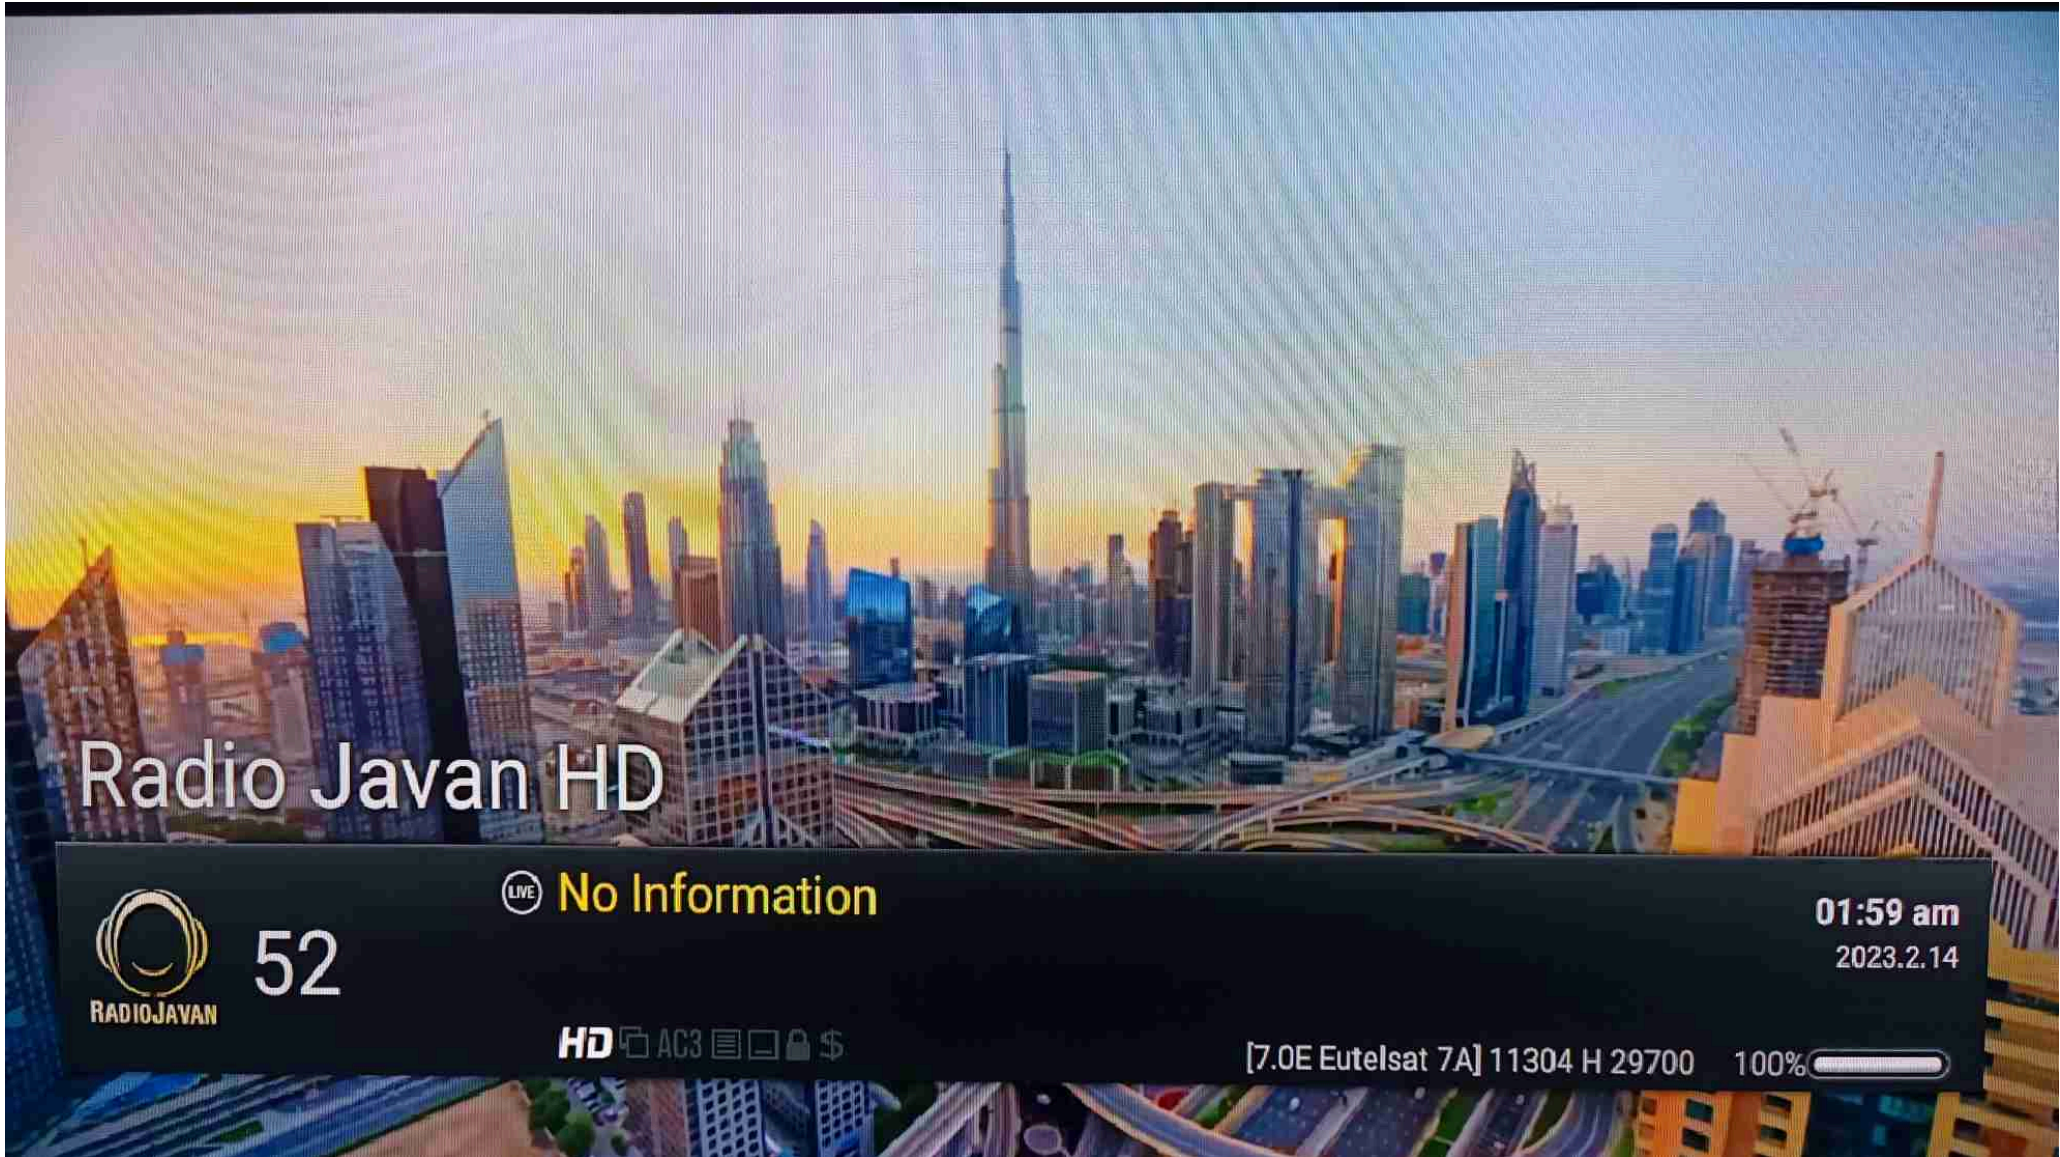 Radio Javan HD
LIVE No Information
01:59 am
52
2023.2.14
RADIOJAVAN
HD AC3 $
[7.0E Eutelsat 7A] 11304 H 29700 100%